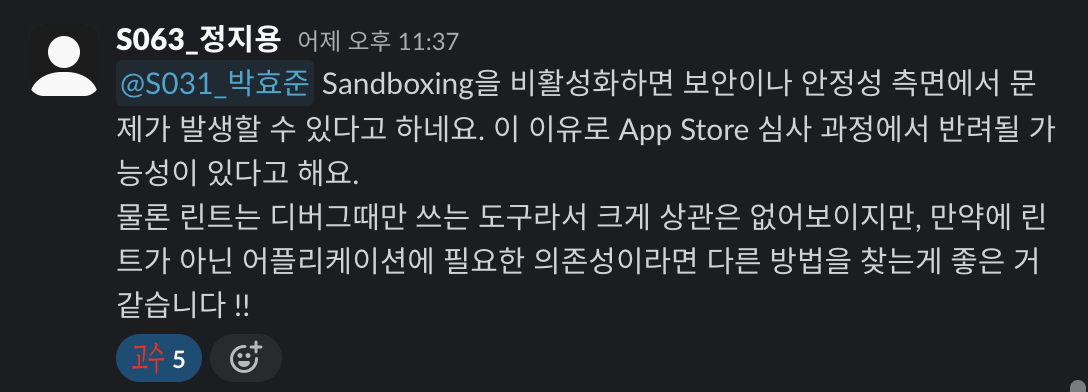 S063_정지용 어제 오후 11:37
@S031_박효준 Sandboxing을 비활성화하면 보안이나 안정성 측면에서 문
제가 발생할 수 있다고 하네요. 이 이유로 App Store 심사 과정에서 반려될 가
능성이 있다고 해요.
물론 린트는 디버그때만 쓰는 도구라서 크게 상관은 없어보이지만, 만약에 린
트가 아닌 어플리케이션에 필요한 의존성이라면 다른 방법을 찾는게 좋은 거
같습니다 !!
고수 5